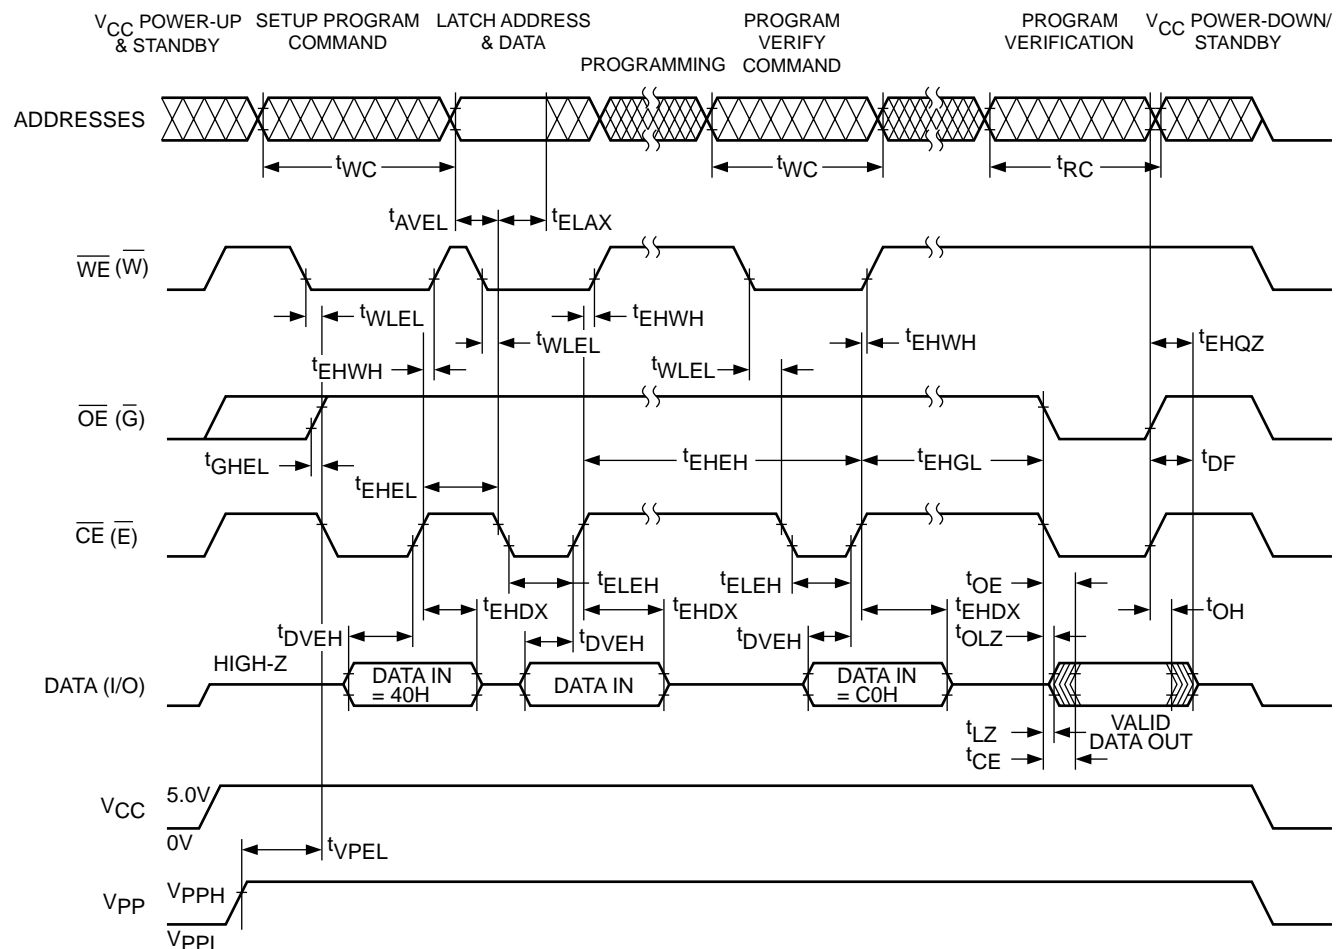 VCC POWER-UP & STANDBY
SETUP PROGRAM COMMAND
LATCH ADDRESS & DATA
PROGRAMMING
PROGRAM VERIFY COMMAND
PROGRAM VERIFICATION
VCC POWER-DOWN/ STANDBY
ADDRESSES
tWC
tWC
tRC
tAVEL
tELAX
WE (W)
tWLEL
tEHWH
tWLEL
tEHWH
tWLEL
tEHWH
tEHQZ
OE (G)
tGHEL
tEHEL
tEHEH
tEHGL
tDF
CE (E)
tELEH
tELEH
tOE
tEHDX
tEHDX
tEHDX
tOH
tDVEH
tDVEH
tDVEH
tOLZ
HIGH-Z
DATA (I/O)
DATA IN = 40H
DATA IN
DATA IN = C0H
VALID DATA OUT
tLZ
tCE
VCC
5.0V
0V
tVPEL
VPP
VPPH
VPPL